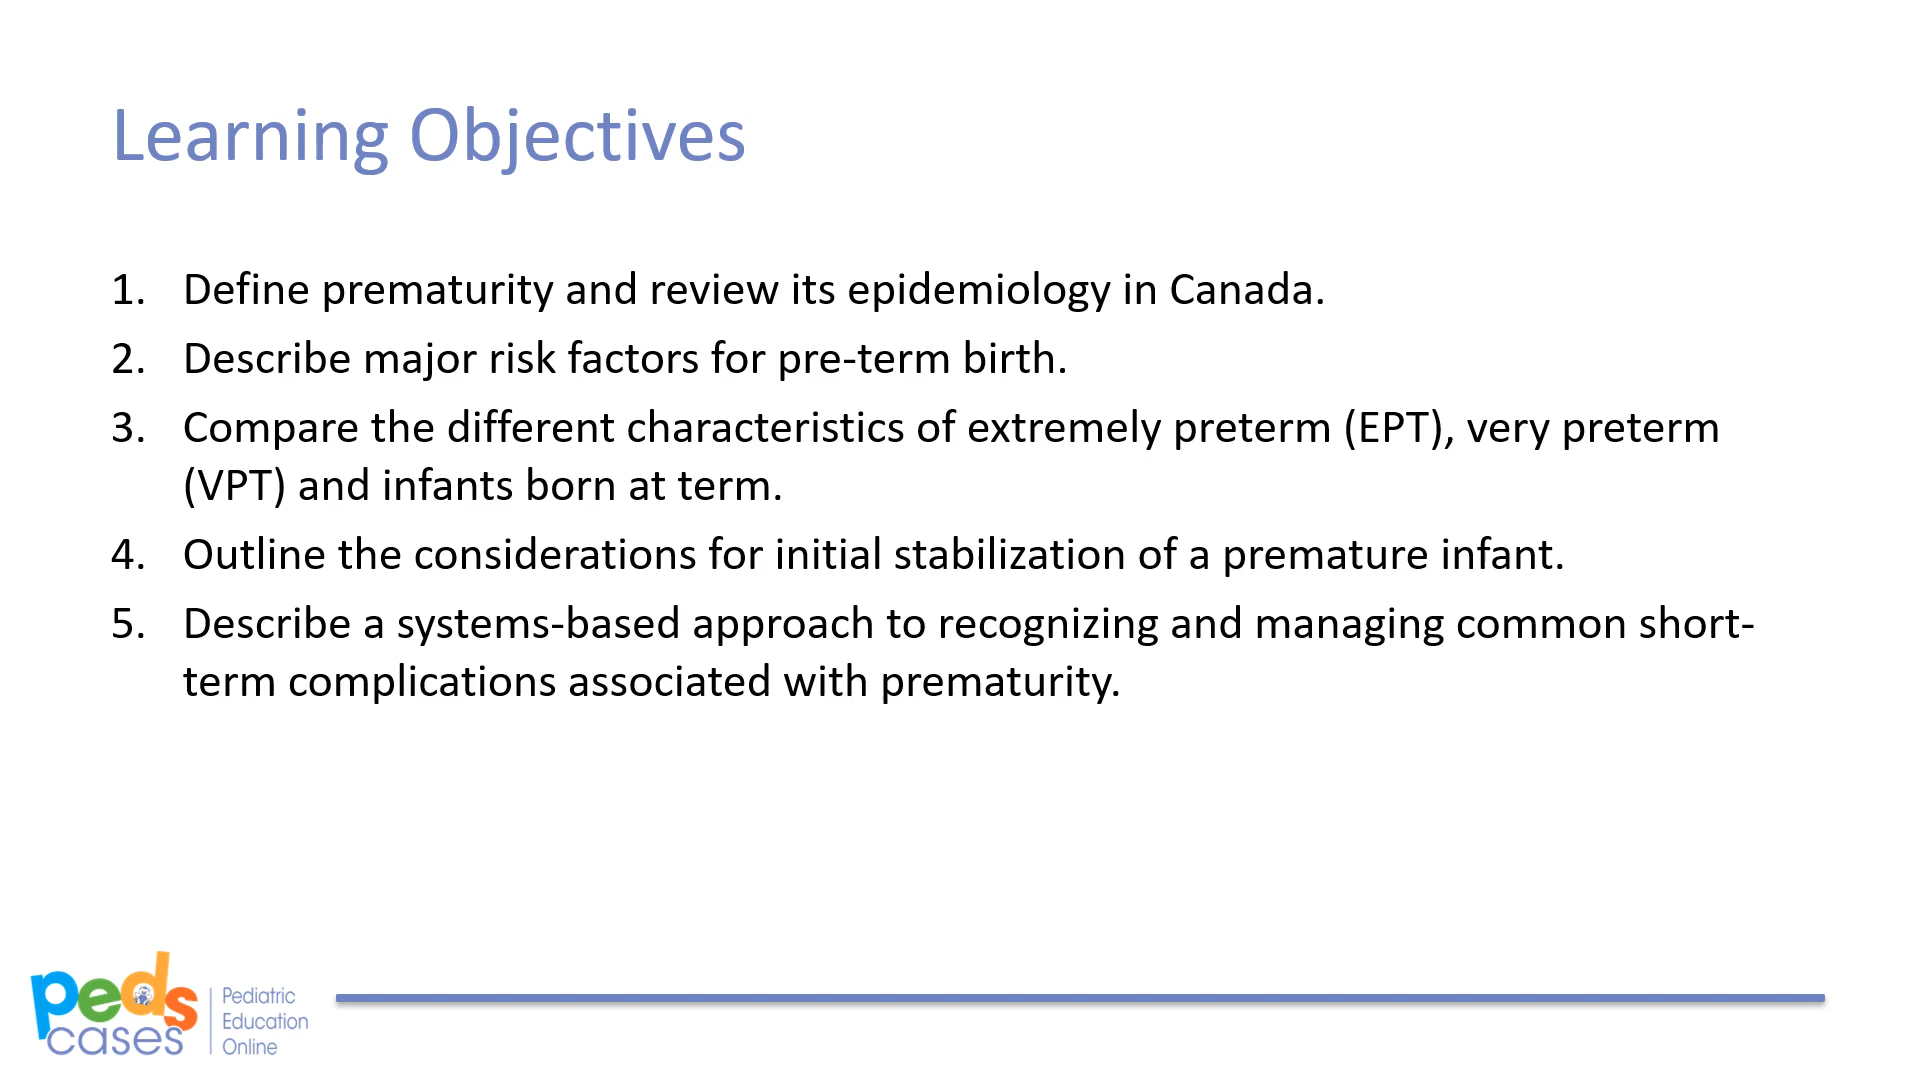 Learning Objectives
1. Define prematurity and review its epidemiology in Canada.
2. Describe major risk factors for pre-term birth.
3. Compare the different characteristics of extremely preterm (EPT), very preterm
(VPT) and infants born at term.
4. Outline the considerations for initial stabilization of a premature infant.
5. Describe a systems-based approach to recognizing and managing common short-
term complications associated with prematurity.
peds
cases
Pediatric
Education
Online